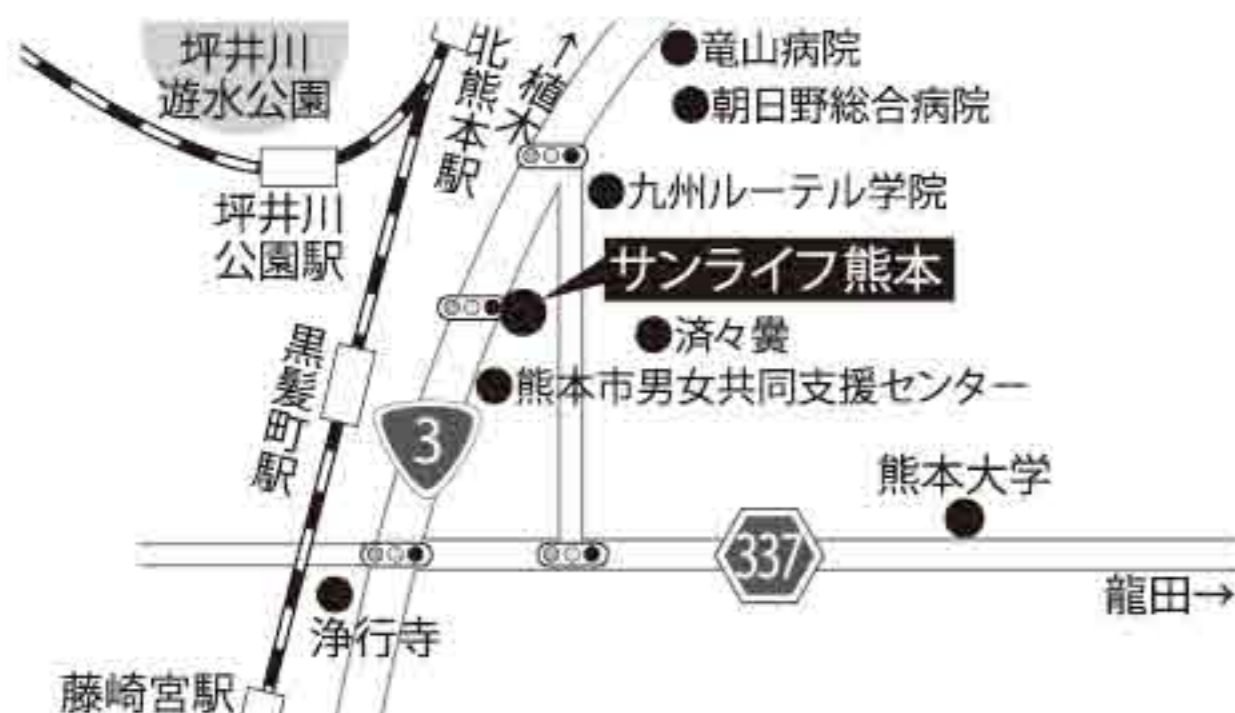 坪井川
遊水公園
北熊本駅
↑植木
竜山病院
朝日野総合病院
坪井川
公園駅
九州ルーテル学院
サンライフ熊本
済々黌
黒髪町駅
熊本市男女共同支援センター
3
熊本大学
337
龍田→
浄行寺
藤崎宮駅